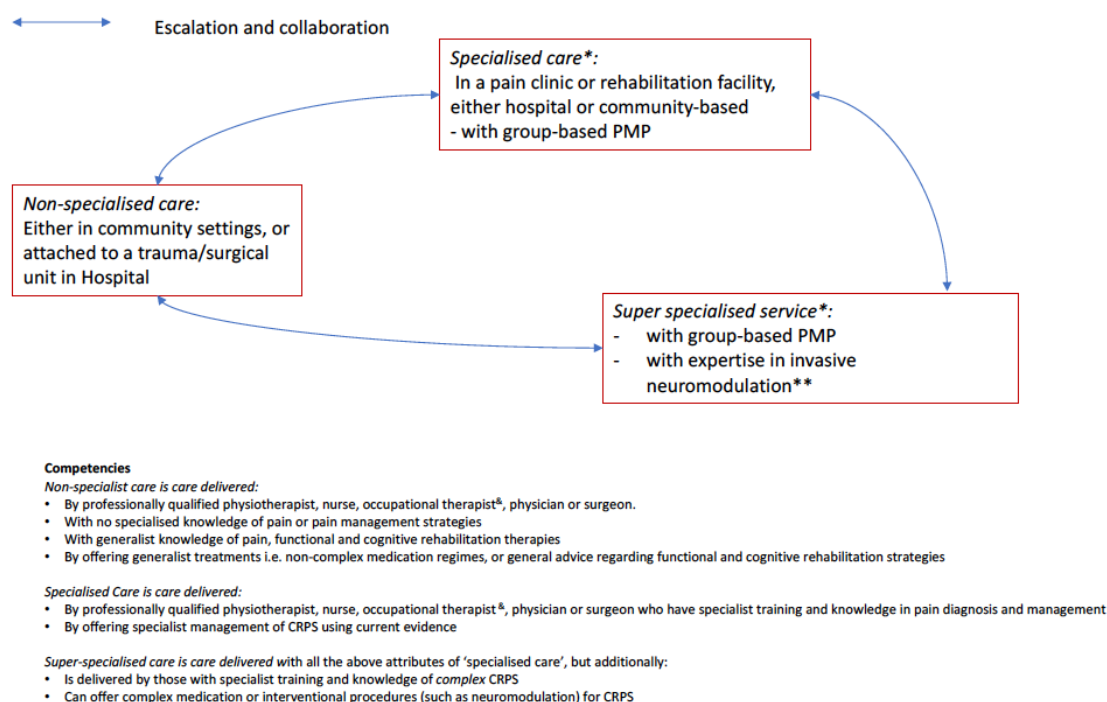 Escalation and collaboration
Specialised care*:
In a pain clinic or rehabilitation facility,
either hospital or community-based
- with group-based PMP
Non-specialised care:
Either in community settings, or
attached to a trauma/surgical
unit in Hospital
Super specialised service*:
- with group-based PMP
- with expertise in invasive
neuromodulation**
Competencies
Non-specialist care is care delivered:
• By professionally qualified physiotherapist, nurse, occupational therapist&, physician or surgeon.
• With no specialised knowledge of pain or pain management strategies
• With generalist knowledge of pain, functional and cognitive rehabilitation therapies
• By offering generalist treatments i.e. non-complex medication regimes, or general advice regarding functional and cognitive rehabilitation strategies
Specialised Care is care delivered:
• By professionally qualified physiotherapist, nurse, occupational therapist &, physician or surgeon who have specialist training and knowledge in pain diagnosis and management
• By offering specialist management of CRPS using current evidence
Super-specialised care is care delivered with all the above attributes of ‘specialised care’, but additionally:
• Is delivered by those with specialist training and knowledge of complex CRPS
• Can offer complex medication or interventional procedures (such as neuromodulation) for CRPS